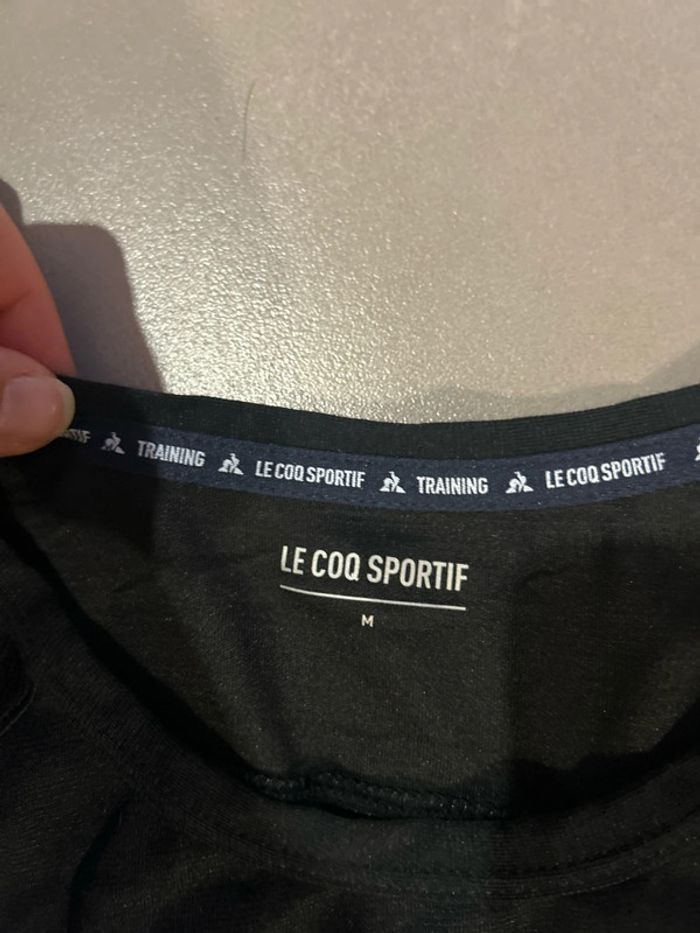 TRAINING LE COQ SPORTIF TRAINING LE COQ SPORTIF
LE COQ SPORTIF
M